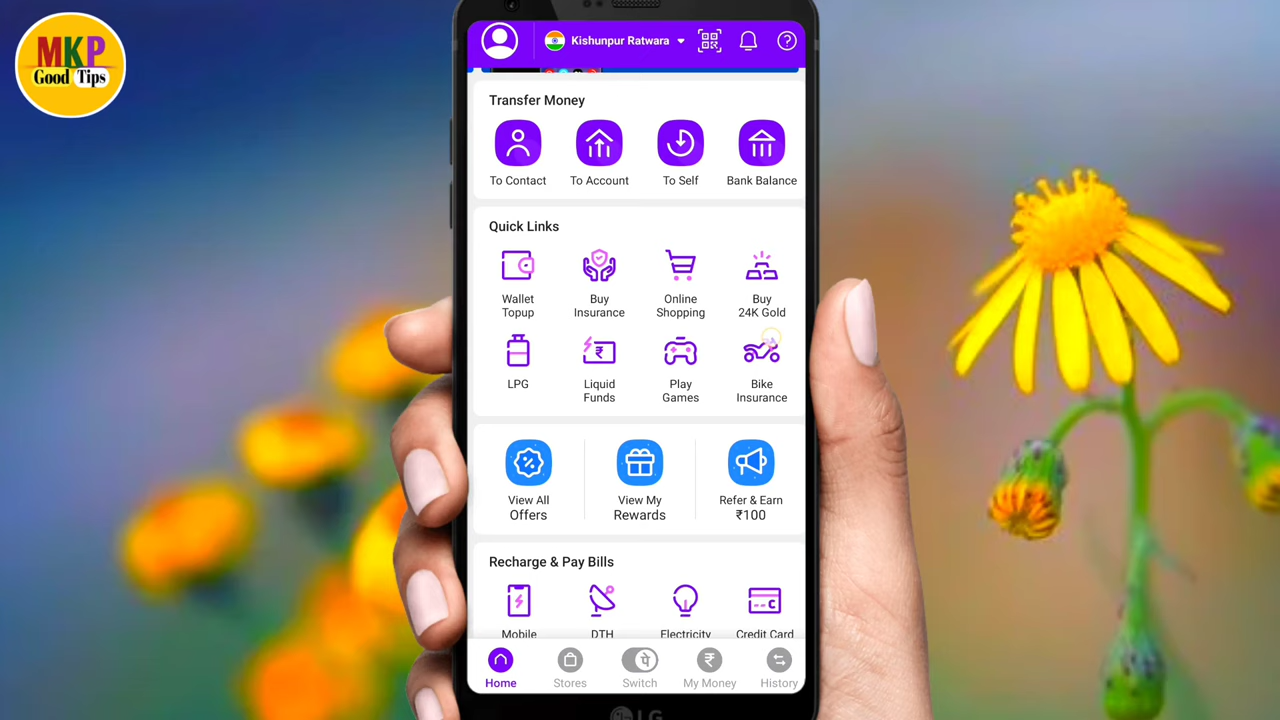 MKP
Good Tips
Kishunpur Ratwara
Transfer Money
To Contact To Account To Self Bank Balance
Quick Links
Wallet Buy Online Buy
Topup Insurance Shopping 24K Gold
LPG Liquid Play Bike
Funds Games Insurance
View All View My Refer & Earn
Offers Rewards ₹100
Recharge & Pay Bills
Mobile DTH Electricity Credit Card
पे
Home Stores Switch My Money History
LG